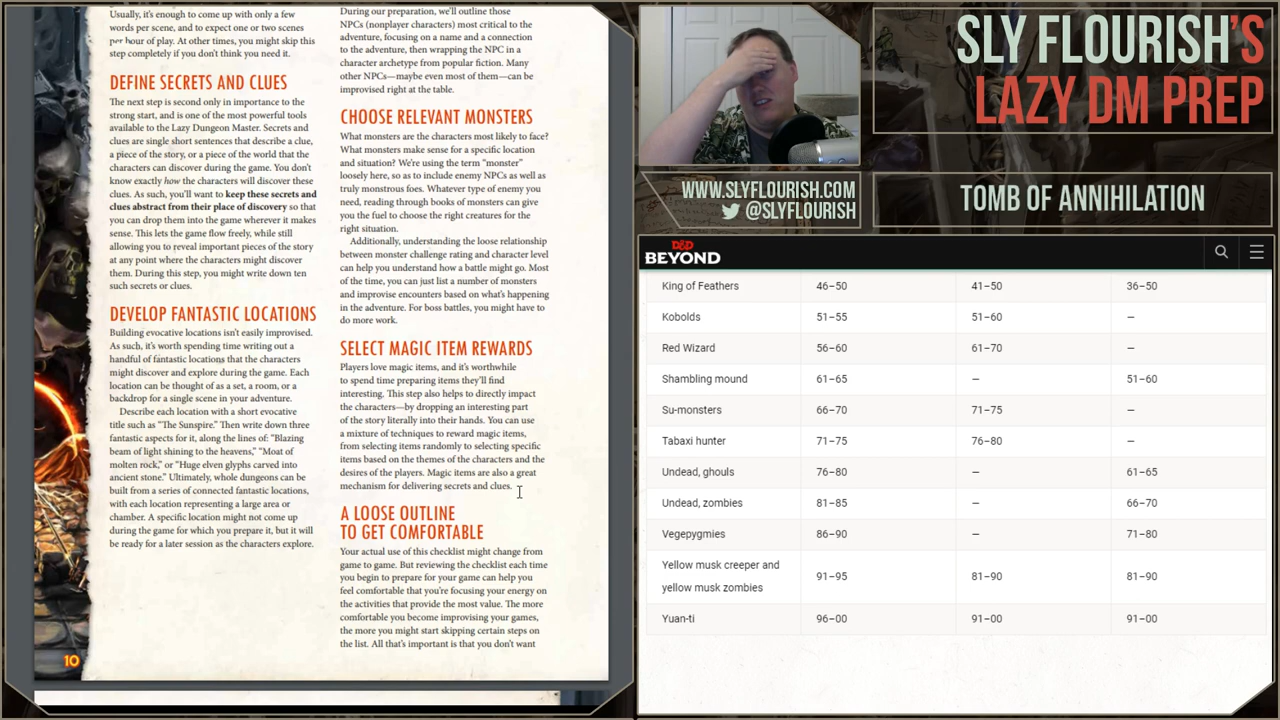 Usually, it's enough to come up with only a few
words per scene, and to expect one or two scenes
per hour of play. At other times, you might skip this
step completely if you don't think you need it.
DEFINE SECRETS AND CLUES
The next step is second only in importance to the
strong start, and is one of the most powerful tools
available to the Lazy Dungeon Master. Secrets and
clues are single short sentences that describe a clue,
a piece of the story, or a piece of the world that the
characters can discover during the game. You don't
know exactly how the characters will discover these
clues. As such, you'll want to keep these secrets and
clues abstract from their place of discovery so that
you can drop them into the game wherever it makes
sense. This lets the game flow freely, while still
allowing you to reveal important pieces of the story
at any point where the characters might discover
them. During this step, you might write down ten
such secrets or clues.
DEVELOP FANTASTIC LOCATIONS
Building evocative locations isn't easily improvised.
As such, it's worth spending time writing out a
handful of fantastic locations that the characters
might discover and explore during the game. Each
location can be thought of as a set, a room, or a
backdrop for a single scene in your adventure.
Describe each location with a short evocative
title such as "The Sunspire." Then write down three
fantastic aspects for it, along the lines of: "Blazing
beam of light shining to the heavens," "Moat of
molten rock," or "Huge elven glyphs carved into
ancient stone." Ultimately, whole dungeons can be
built from a series of connected fantastic locations,
with each location representing a large area or
chamber. A specific location might not come up
during the game for which you prepare it, but it will
be ready for a later session as the characters explore.
10
During our preparation, we'll outline those
NPCs (nonplayer characters) most critical to the
adventure, focusing on a name and a connection
to the adventure, then wrapping the NPC in a
character archetype from popular fiction. Many
other NPCs—maybe even most of them—can be
improvised right at the table.
CHOOSE RELEVANT MONSTERS
What monsters are the characters most likely to face?
What monsters make sense for a specific location
and situation? We're using the term "monster"
loosely here, so as to include enemy NPCs as well as
truly monstrous foes. Whatever type of enemy you
need, reading through books of monsters can give
you the fuel to choose the right creatures for the
right situation.
Additionally, understanding the loose relationship
between monster challenge rating and character level
can help you understand how a battle might go. Most
of the time, you can just list a number of monsters
and improvise encounters based on what's happening
in the adventure. For boss battles, you might have to
do more work.
SELECT MAGIC ITEM REWARDS
Players love magic items, and it's worthwhile
to spend time preparing items they'll find
interesting. This step also helps to directly impact
the characters—by dropping an interesting part
of the story literally into their hands. You can use
a mixture of techniques to reward magic items,
from selecting items randomly to selecting specific
items based on the themes of the characters and the
desires of the players. Magic items are also a great
mechanism for delivering secrets and clues.
A LOOSE OUTLINE
TO GET COMFORTABLE
Your actual use of this checklist might change from
game to game. But reviewing the checklist each time
you begin to prepare for your game can help you
feel comfortable that you're focusing your energy on
the activities that provide the most value. The more
comfortable you become improvising your games,
the more you might start skipping certain steps on
the list. All that's important is that you don't want
SLY FLOURISH'S
LAZY DM PREP
WWW.SLYFLOURISH.COM
@SLYFLOURISH
TOMB OF ANNIHILATION
D&D
BEYOND
King of Feathers 46–50 41–50 36–50
Kobolds 51–55 51–60 —
Red Wizard 56–60 61–70 —
Shambling mound 61–65 — 51–60
Su-monsters 66–70 71–75 —
Tabaxi hunter 71–75 76–80 —
Undead, ghouls 76–80 — 61–65
Undead, zombies 81–85 — 66–70
Vegepygmies 86–90 — 71–80
Yellow musk creeper and
yellow musk zombies 91–95 81–90 81–90
Yuan-ti 96–00 91–00 91–00